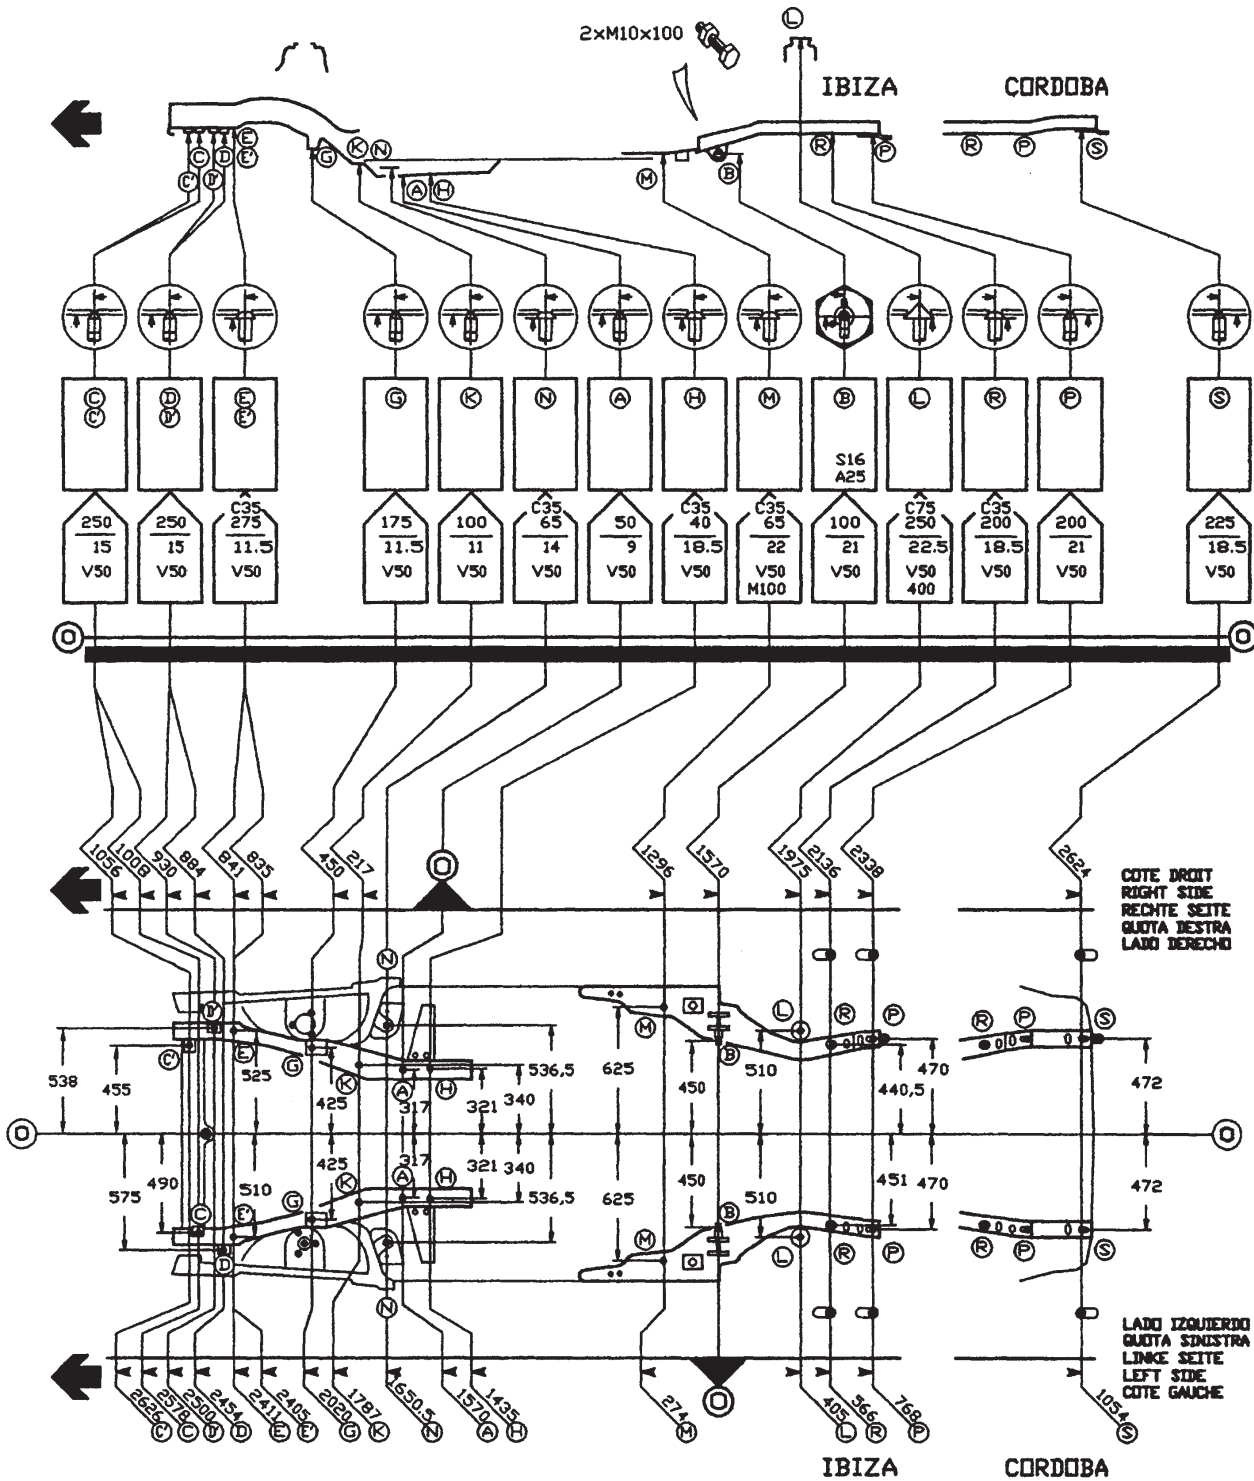 L
2×M10×100
IBIZA CORDOBA
E
C D E'
C' D'
G K N
A H
M A B
R P
R P S
C D E G K N A H M B L R P S
C' D' E'
S16
A25
C35 C35 C35 C35 C75 C35
250 250 275 175 100 65 50 40 65 100 250 200 200 225
15 15 11.5 11.5 11 14 9 18.5 22 21 22.5 18.5 21 18.5
V50 V50 V50 V50 V50 V50 V50 V50 V50 V50 V50 V50 V50 V50
M100 400
O O
1056 1008 930 884 841 835 450 217 1296 1570 1975 2136 2338 2624
O
COTE DROIT
RIGHT SIDE
RECHTE SEITE
QUOTA DESTRA
LADO DERECHO
N
D' L R P R P S
C' E G M B
K A H
538 455 525 425 317 321 340 536,5 625 450 510 440,5 470 472
O O
575 490 510 425 317 321 340 536,5 625 450 510 451 470 472
K A H
C E' G B
D M L R P R P S
N
LADO IZQUIERDO
QUOTA SINISTRA
LINKE SEITE
LEFT SIDE
COTE GAUCHE
O
2626 2578 2500 2454 2411 2405 2020 1787 1650.5 1570 1435 274 405 566 768 1054
C' C D' D E E' G K N A H M L R P S
IBIZA CORDOBA